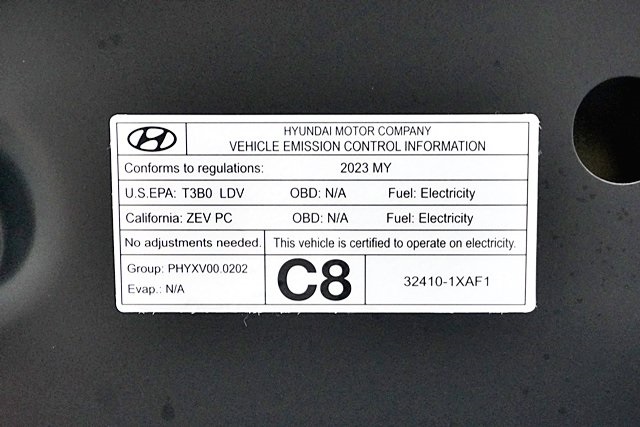 HYUNDAI MOTOR COMPANY
VEHICLE EMISSION CONTROL INFORMATION
Conforms to regulations: 2023 MY
U.S.EPA: T3B0 LDV OBD: N/A Fuel: Electricity
California: ZEV PC OBD: N/A Fuel: Electricity
No adjustments needed. This vehicle is certified to operate on electricity.
Group: PHYXV00.0202
Evap.: N/A
C8
32410-1XAF1